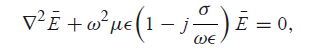 ∇²Ē + ω²μϵ(1 − j σ/ωϵ) Ē = 0,